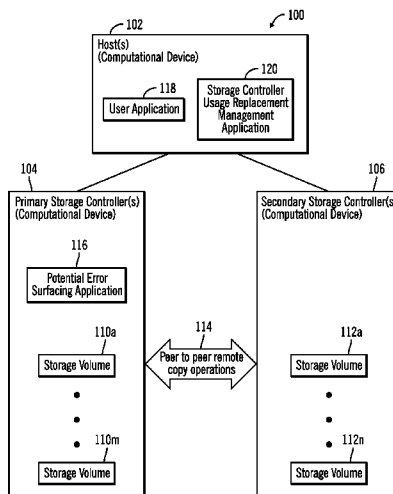 100
102
Host(s)
(Computational Device)
118
User Application
120
Storage Controller
Usage Replacement
Management
Application
104
Primary Storage Controller(s)
(Computational Device)
106
Secondary Storage Controller(s)
(Computational Device)
116
Potential Error
Surfacing Application
114
Peer to peer remote
copy operations
110a
Storage Volume
112a
Storage Volume
110m
Storage Volume
112n
Storage Volume